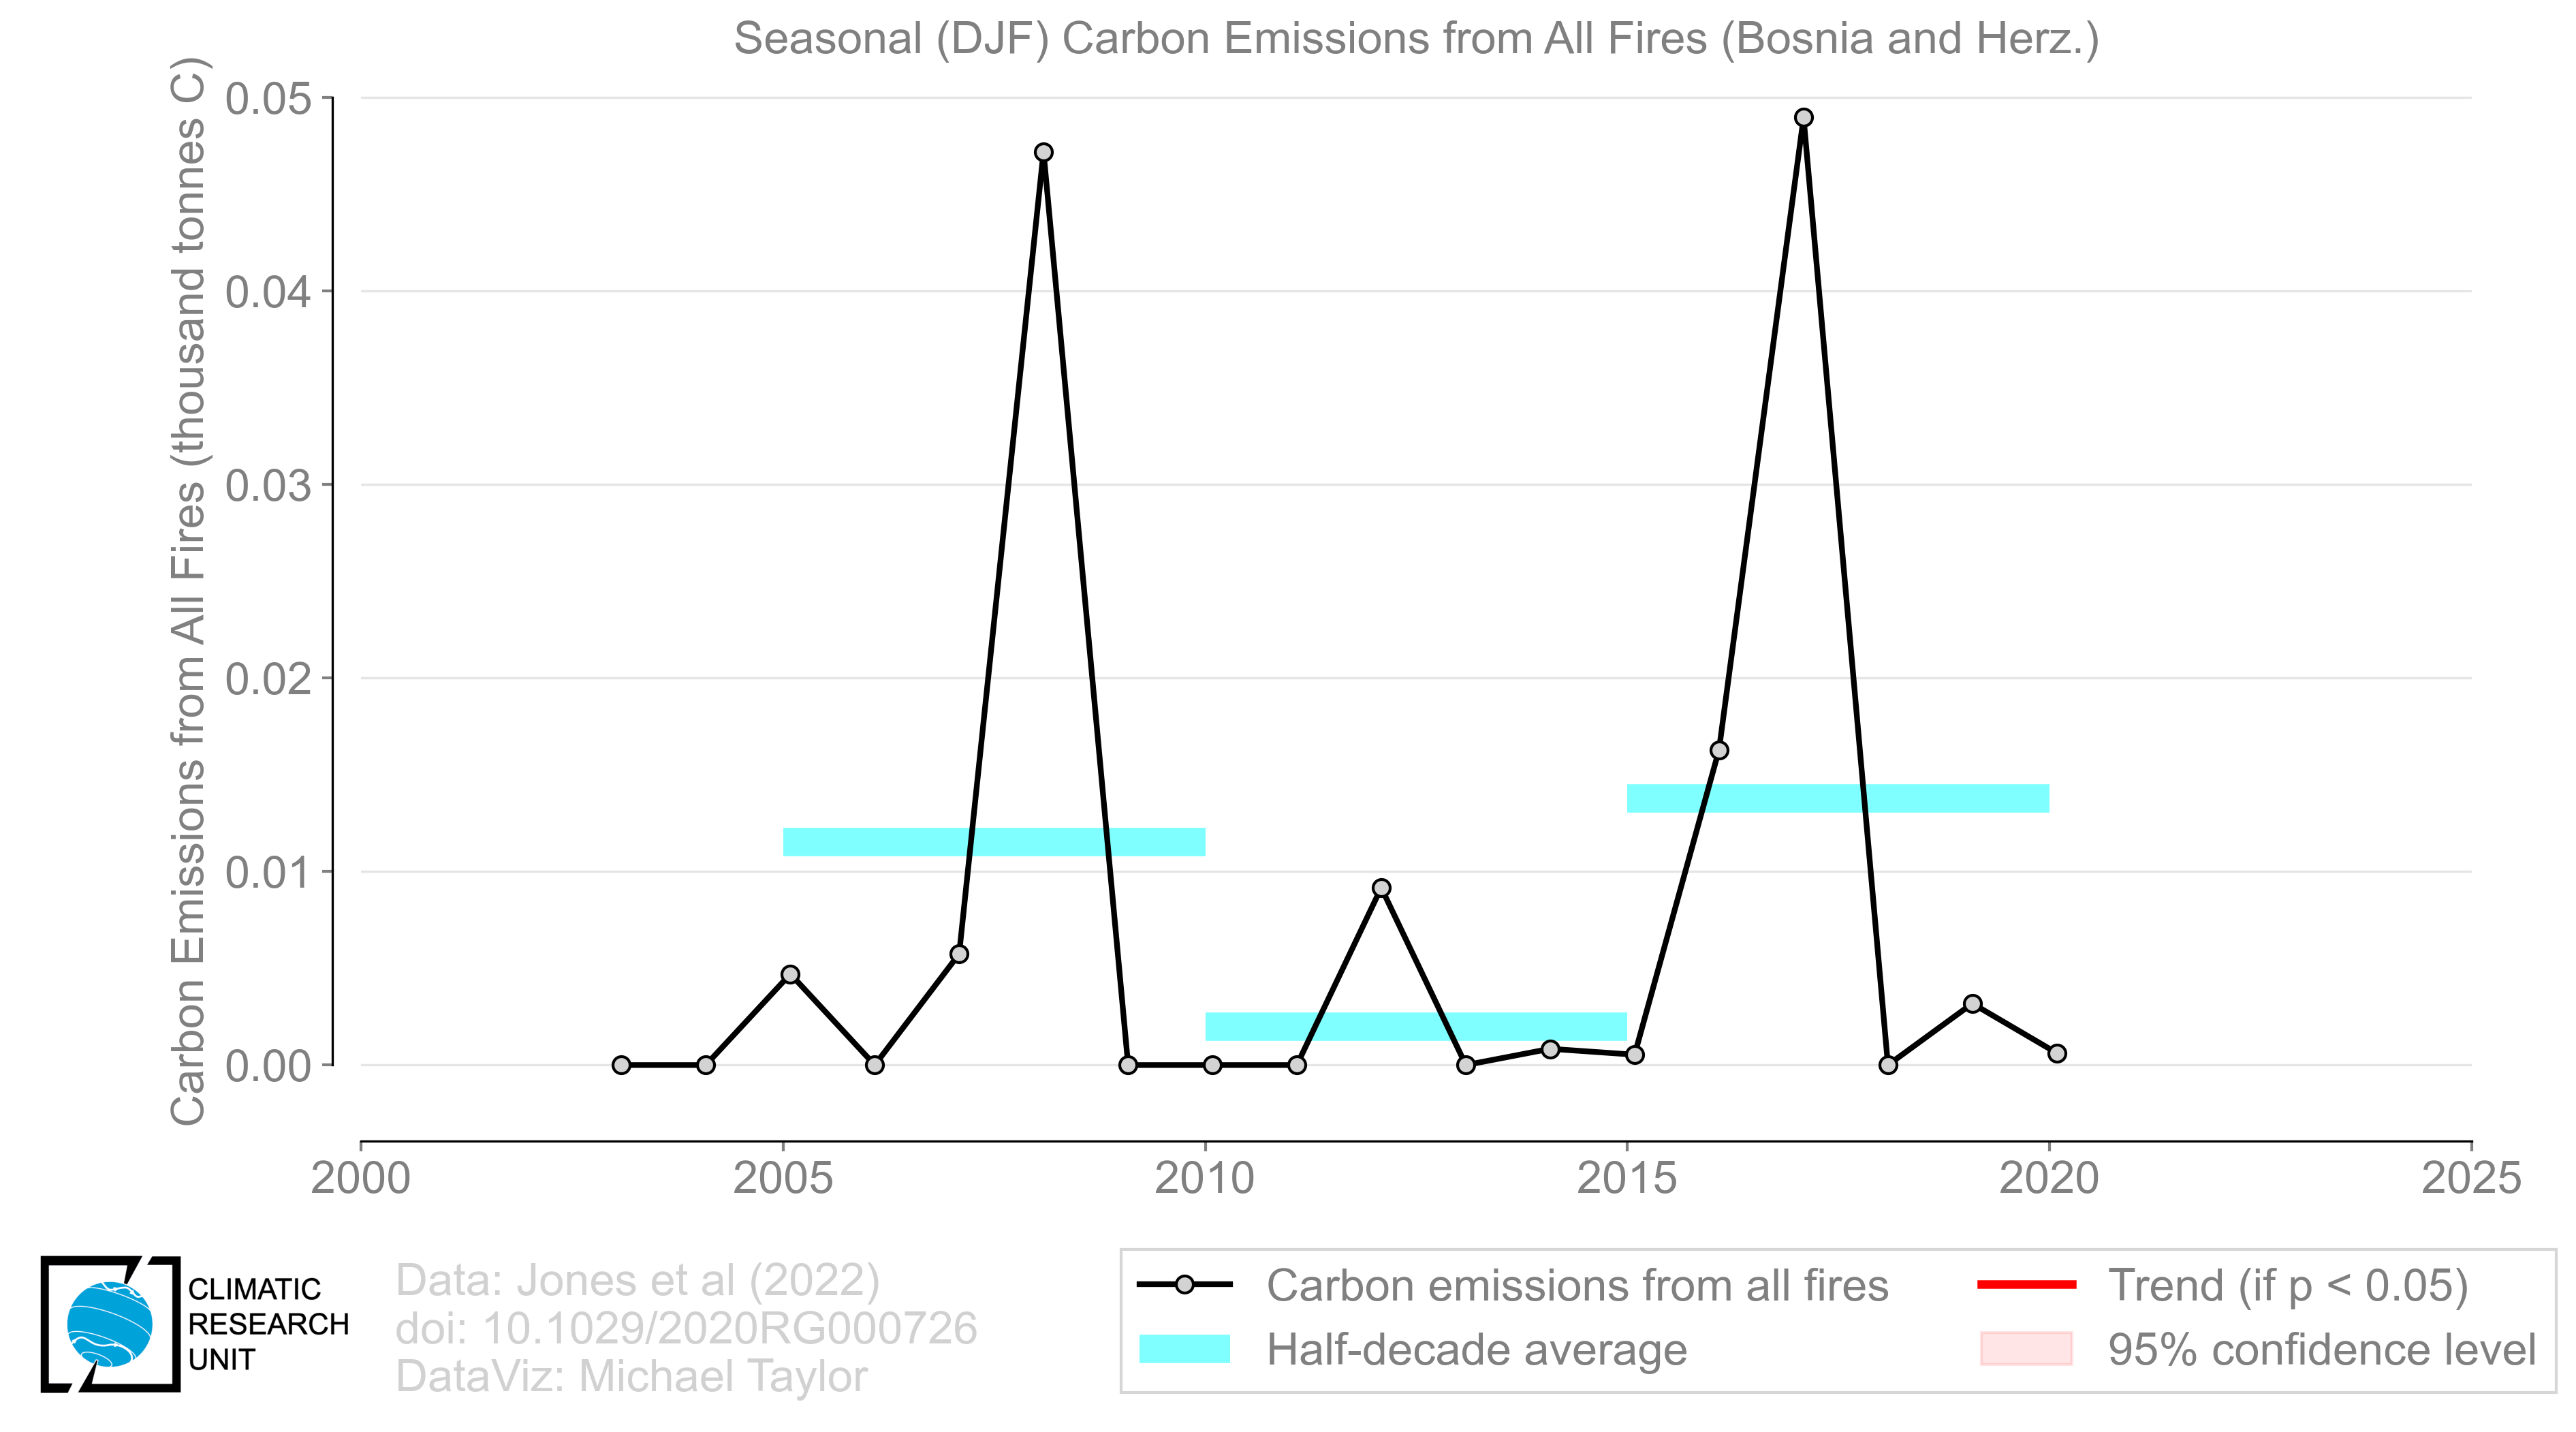 Seasonal (DJF) Carbon Emissions from All Fires (Bosnia and Herz.)
Carbon Emissions from All Fires (thousand tonnes C)
0.05
0.04
0.03
0.02
0.01
0.00
2000 2005 2010 2015 2020 2025
CLIMATIC
RESEARCH
UNIT
Data: Jones et al (2022)
doi: 10.1029/2020RG000726
DataViz: Michael Taylor
Carbon emissions from all fires
Half-decade average
Trend (if p < 0.05)
95% confidence level